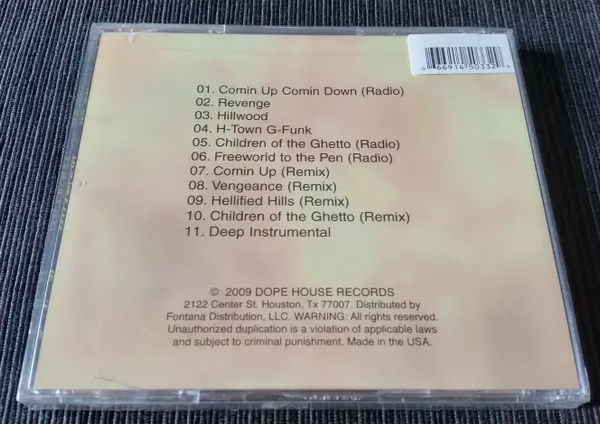 01. Comin Up Comin Down (Radio)
02. Revenge
03. Hillwood
04. H-Town G-Funk
05. Children of the Ghetto (Radio)
06. Freeworld to the Pen (Radio)
07. Comin Up (Remix)
08. Vengeance (Remix)
09. Hellified Hills (Remix)
10. Children of the Ghetto (Remix)
11. Deep Instrumental
© 2009 DOPE HOUSE RECORDS
2122 Center St. Houston, Tx 77007. Distributed by
Fontana Distribution, LLC. WARNING: All rights reserved.
Unauthorized duplication is a violation of applicable laws
and subject to criminal punishment. Made in the USA.
66914 50332